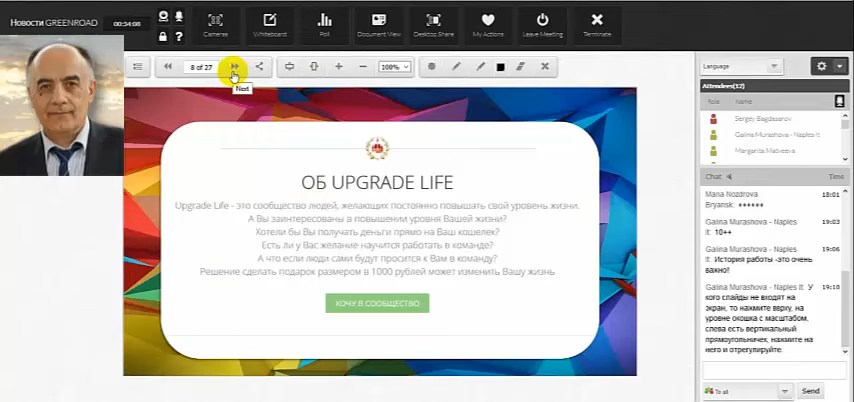 Новости GREENROAD
00:54:08
Cameras
Whiteboard
Poll
Document View
Desktop Share
My Actions
Leave Meeting
Terminate
8 of 27
100%
Next
ОБ UPGRADE LIFE
Upgrade Life - это сообщество людей, желающих постоянно повышать свой уровень жизни.
А Вы заинтересованы в повышении уровня Вашей жизни?
Хотели бы Вы получать деньги прямо на Ваш кошелек?
Есть ли у Вас желание научится работать в команде?
А что если люди сами будут просится к Вам в команду?
Решение сделать подарок размером в 1000 рублей может изменить Вашу жизнь
ХОЧУ В СООБЩЕСТВО
Language
Attendees(12)
Role Name
Sergey Bagdasarov
Galina Murashova - Naples It
Margarita Matveeva
Chat Time
Maria Nozdrova 18:01
Bryansk: ++++++
Galina Murashova - Naples 19:03
It: 10++
Galina Murashova - Naples 19:06
It: История работы -это очень
важно!
Galina Murashova - Naples It: У 19:10
кого слайды не входят на
экран, то нажмите вврху, на
уровне окошка с масштабом,
слева есть вертикальный
прямоугольничек, нажмите на
него и отрегулируйте.
To all
Send